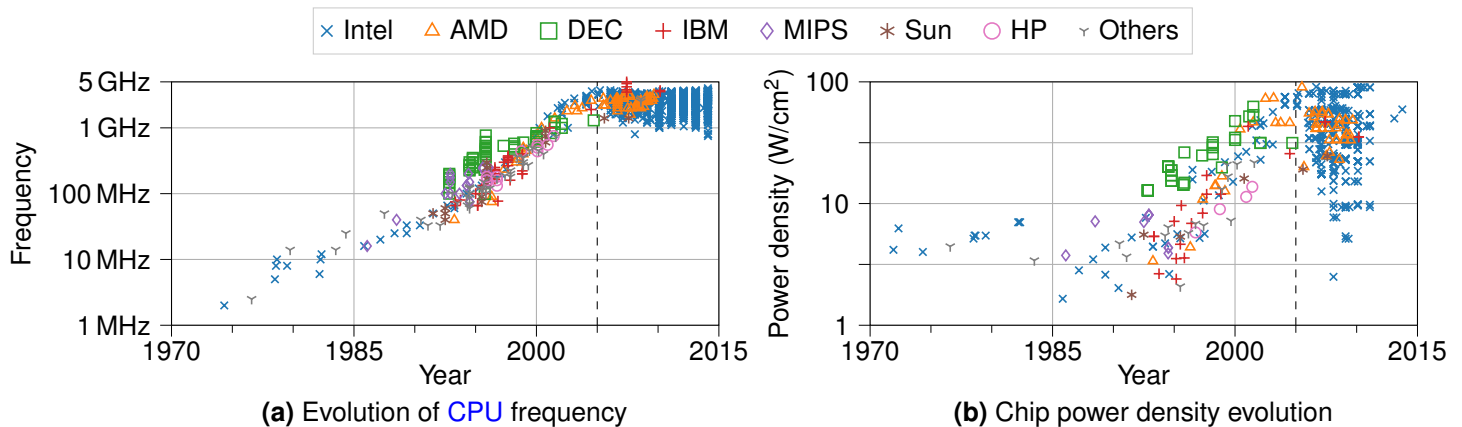 Intel AMD DEC IBM MIPS Sun HP Others
5 GHz
1 GHz
100 MHz
10 MHz
1 MHz
Frequency
1970 1985 2000 2015
Year
(a) Evolution of CPU frequency
100
10
1
Power density (W/cm²)
1970 1985 2000 2015
Year
(b) Chip power density evolution